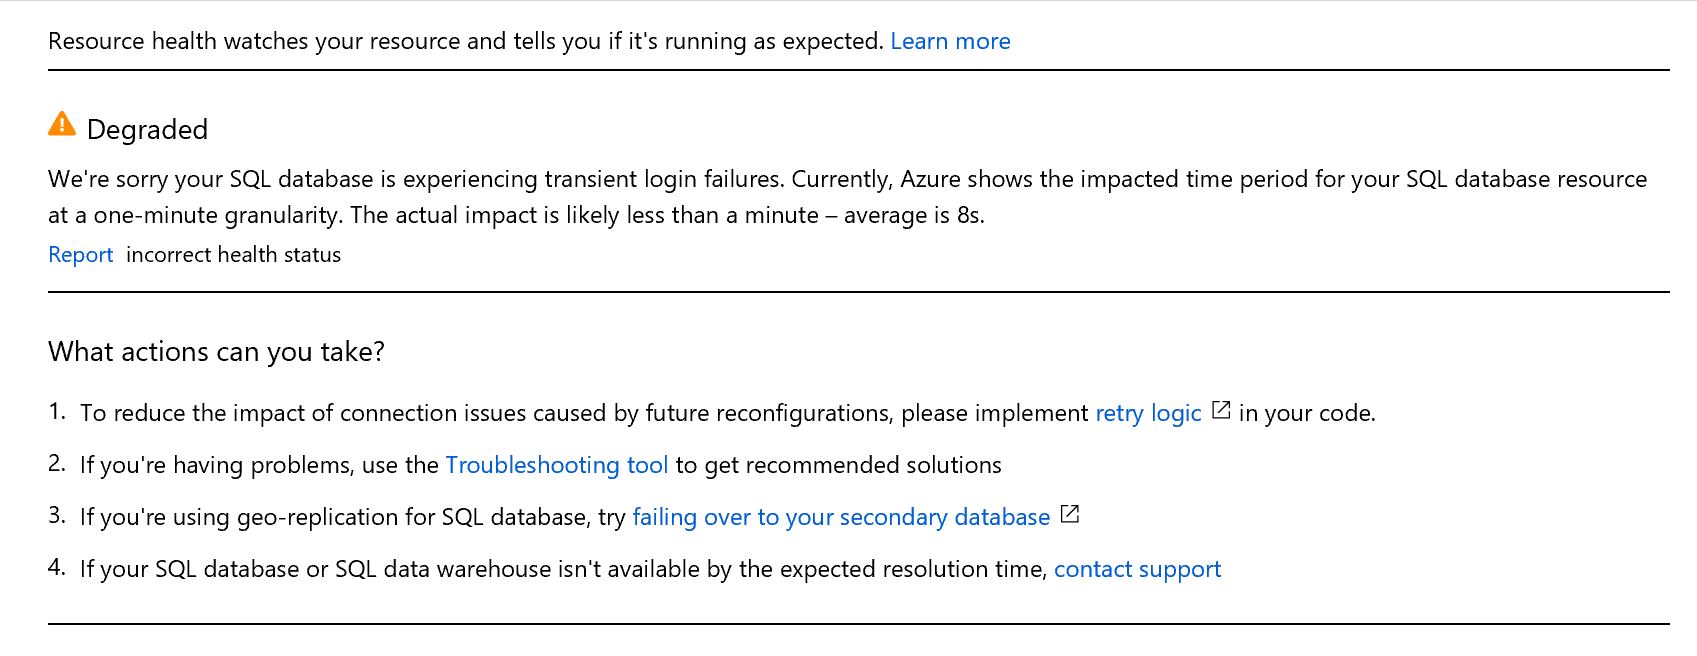 Resource health watches your resource and tells you if it's running as expected. Learn more
Degraded
We're sorry your SQL database is experiencing transient login failures. Currently, Azure shows the impacted time period for your SQL database resource
at a one-minute granularity. The actual impact is likely less than a minute – average is 8s.
Report incorrect health status
What actions can you take?
1. To reduce the impact of connection issues caused by future reconfigurations, please implement retry logic in your code.
2. If you're having problems, use the Troubleshooting tool to get recommended solutions
3. If you're using geo-replication for SQL database, try failing over to your secondary database
4. If your SQL database or SQL data warehouse isn't available by the expected resolution time, contact support